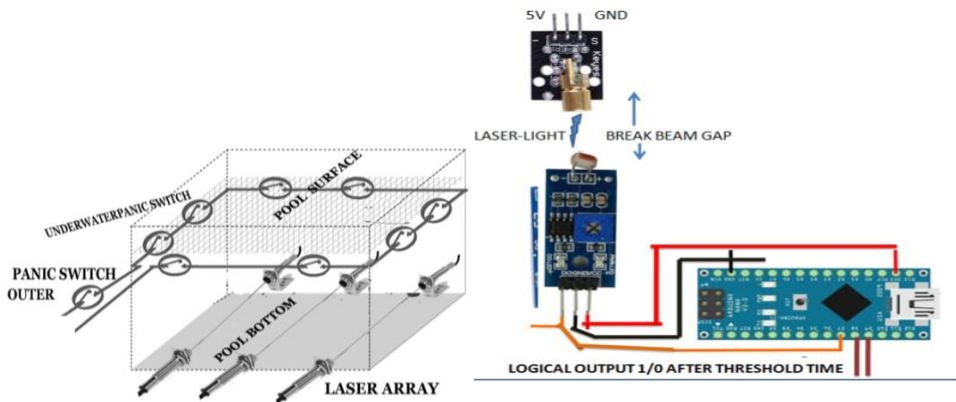 UNDERWATERPANIC SWITCH
POOL SURFACE
PANIC SWITCH
OUTER
POOL BOTTOM
LASER ARRAY
5V GND
S
Keyes
LASER-LIGHT BREAK BEAM GAP
LOGICAL OUTPUT 1/0 AFTER THRESHOLD TIME